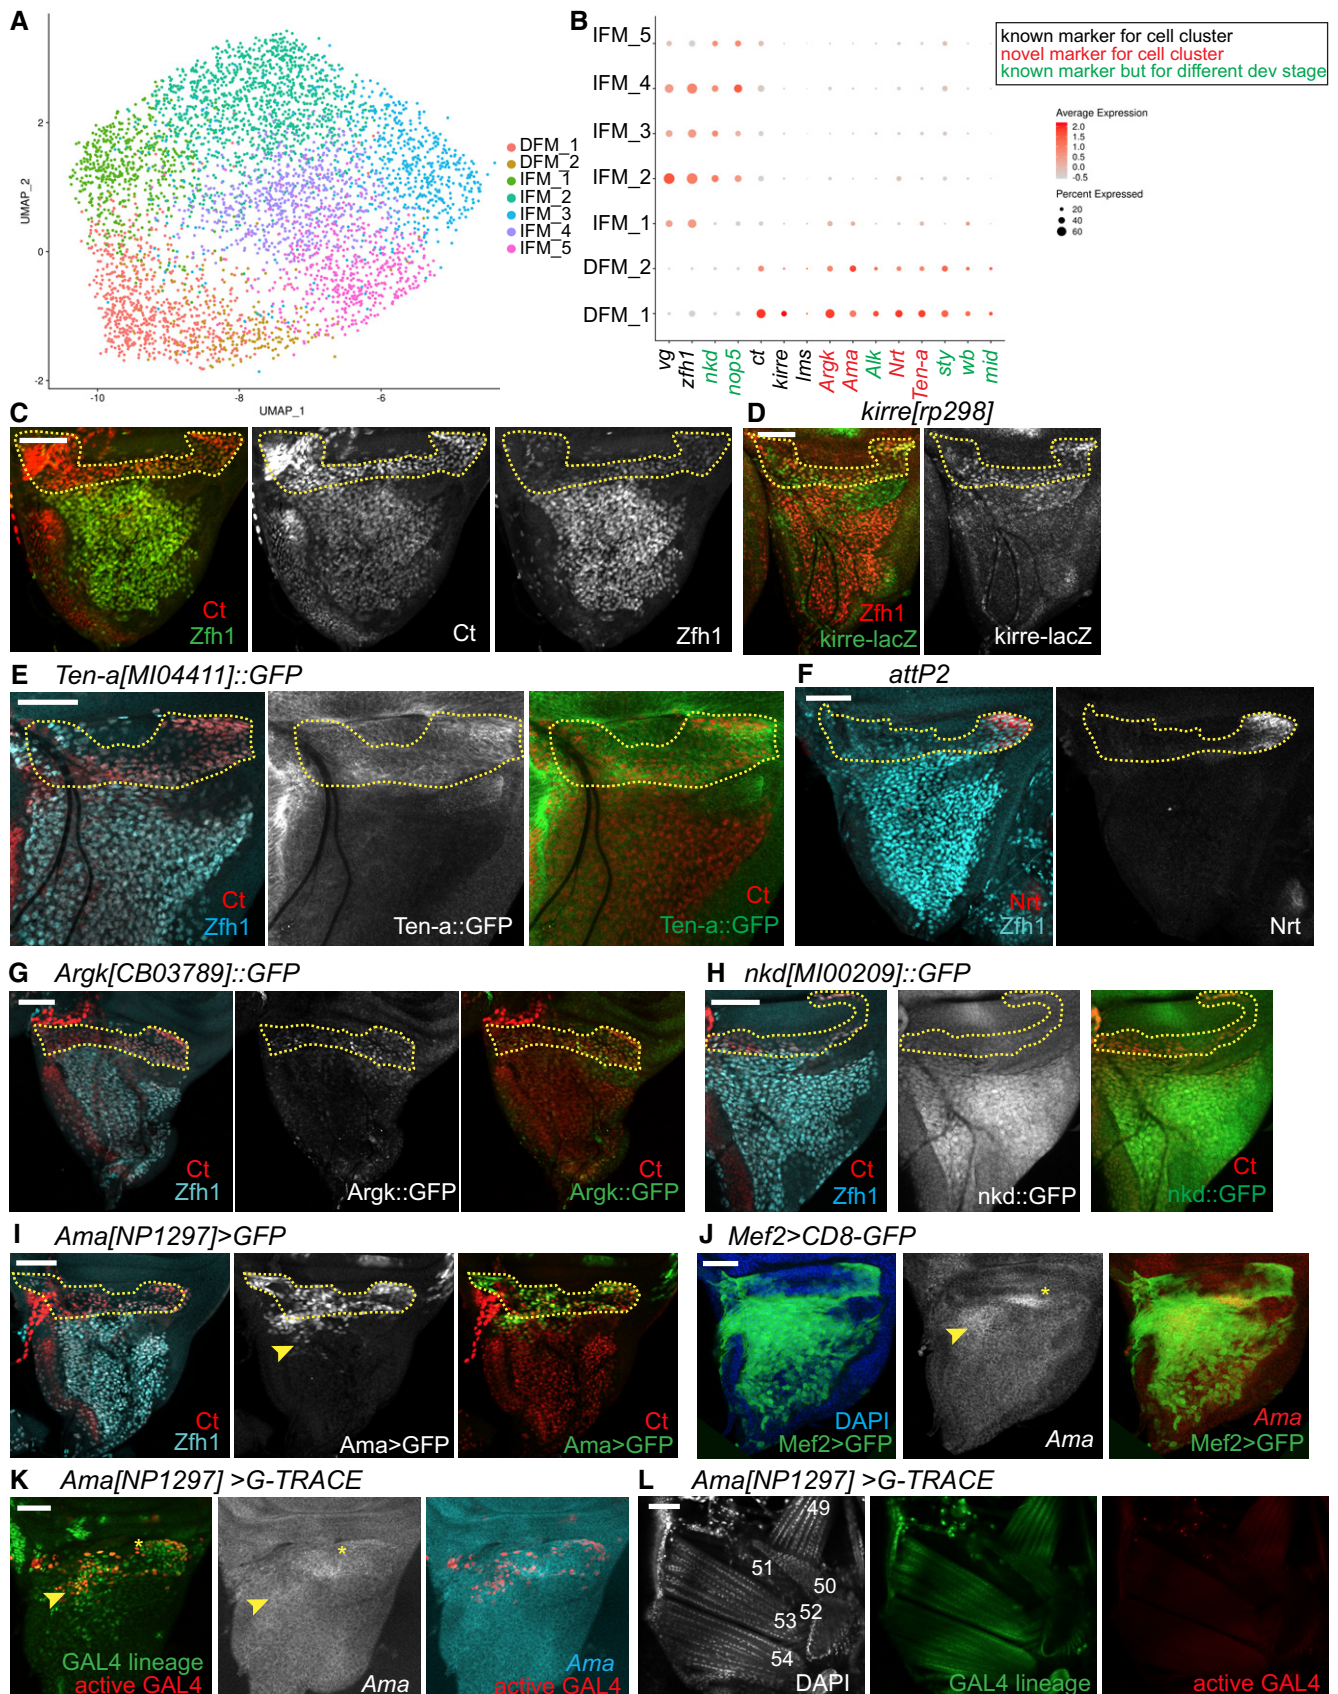 A
B
UMAP_2
2
0
-2
-10
-8
-6
UMAP_1
DFM_1
DFM_2
IFM_1
IFM_2
IFM_3
IFM_4
IFM_5
IFM_5
IFM_4
IFM_3
IFM_2
IFM_1
DFM_2
DFM_1
vg
zfh1
nkd
nop5
ct
kirre
lms
Argk
Ama
Alk
Nrt
Ten-a
sty
wb
mid
known marker for cell cluster
novel marker for cell cluster
known marker but for different dev stage
Average Expression
2.0
1.5
1.0
0.5
0.0
-0.5
Percent Expressed
20
40
60
C
Ct
Zfh1
Ct
Zfh1
D kirre[rp298]
Zfh1
kirre-lacZ
kirre-lacZ
E Ten-a[MI04411]::GFP
Ct
Zfh1
Ten-a::GFP
Ct
Ten-a::GFP
F attP2
Nrt
Zfh1
Nrt
G Argk[CB03789]::GFP
Ct
Zfh1
Argk::GFP
Ct
Argk::GFP
H nkd[MI00209]::GFP
Ct
Zfh1
nkd::GFP
Ct
nkd::GFP
I Ama[NP1297]>GFP
Ct
Zfh1
Ama>GFP
Ct
Ama>GFP
J Mef2>CD8-GFP
DAPI
Mef2>GFP
*
Ama
Ama
Mef2>GFP
K Ama[NP1297] >G-TRACE
*
GAL4 lineage
active GAL4
*
Ama
Ama
active GAL4
L Ama[NP1297] >G-TRACE
49
51
50
52
53
54
DAPI
GAL4 lineage
active GAL4